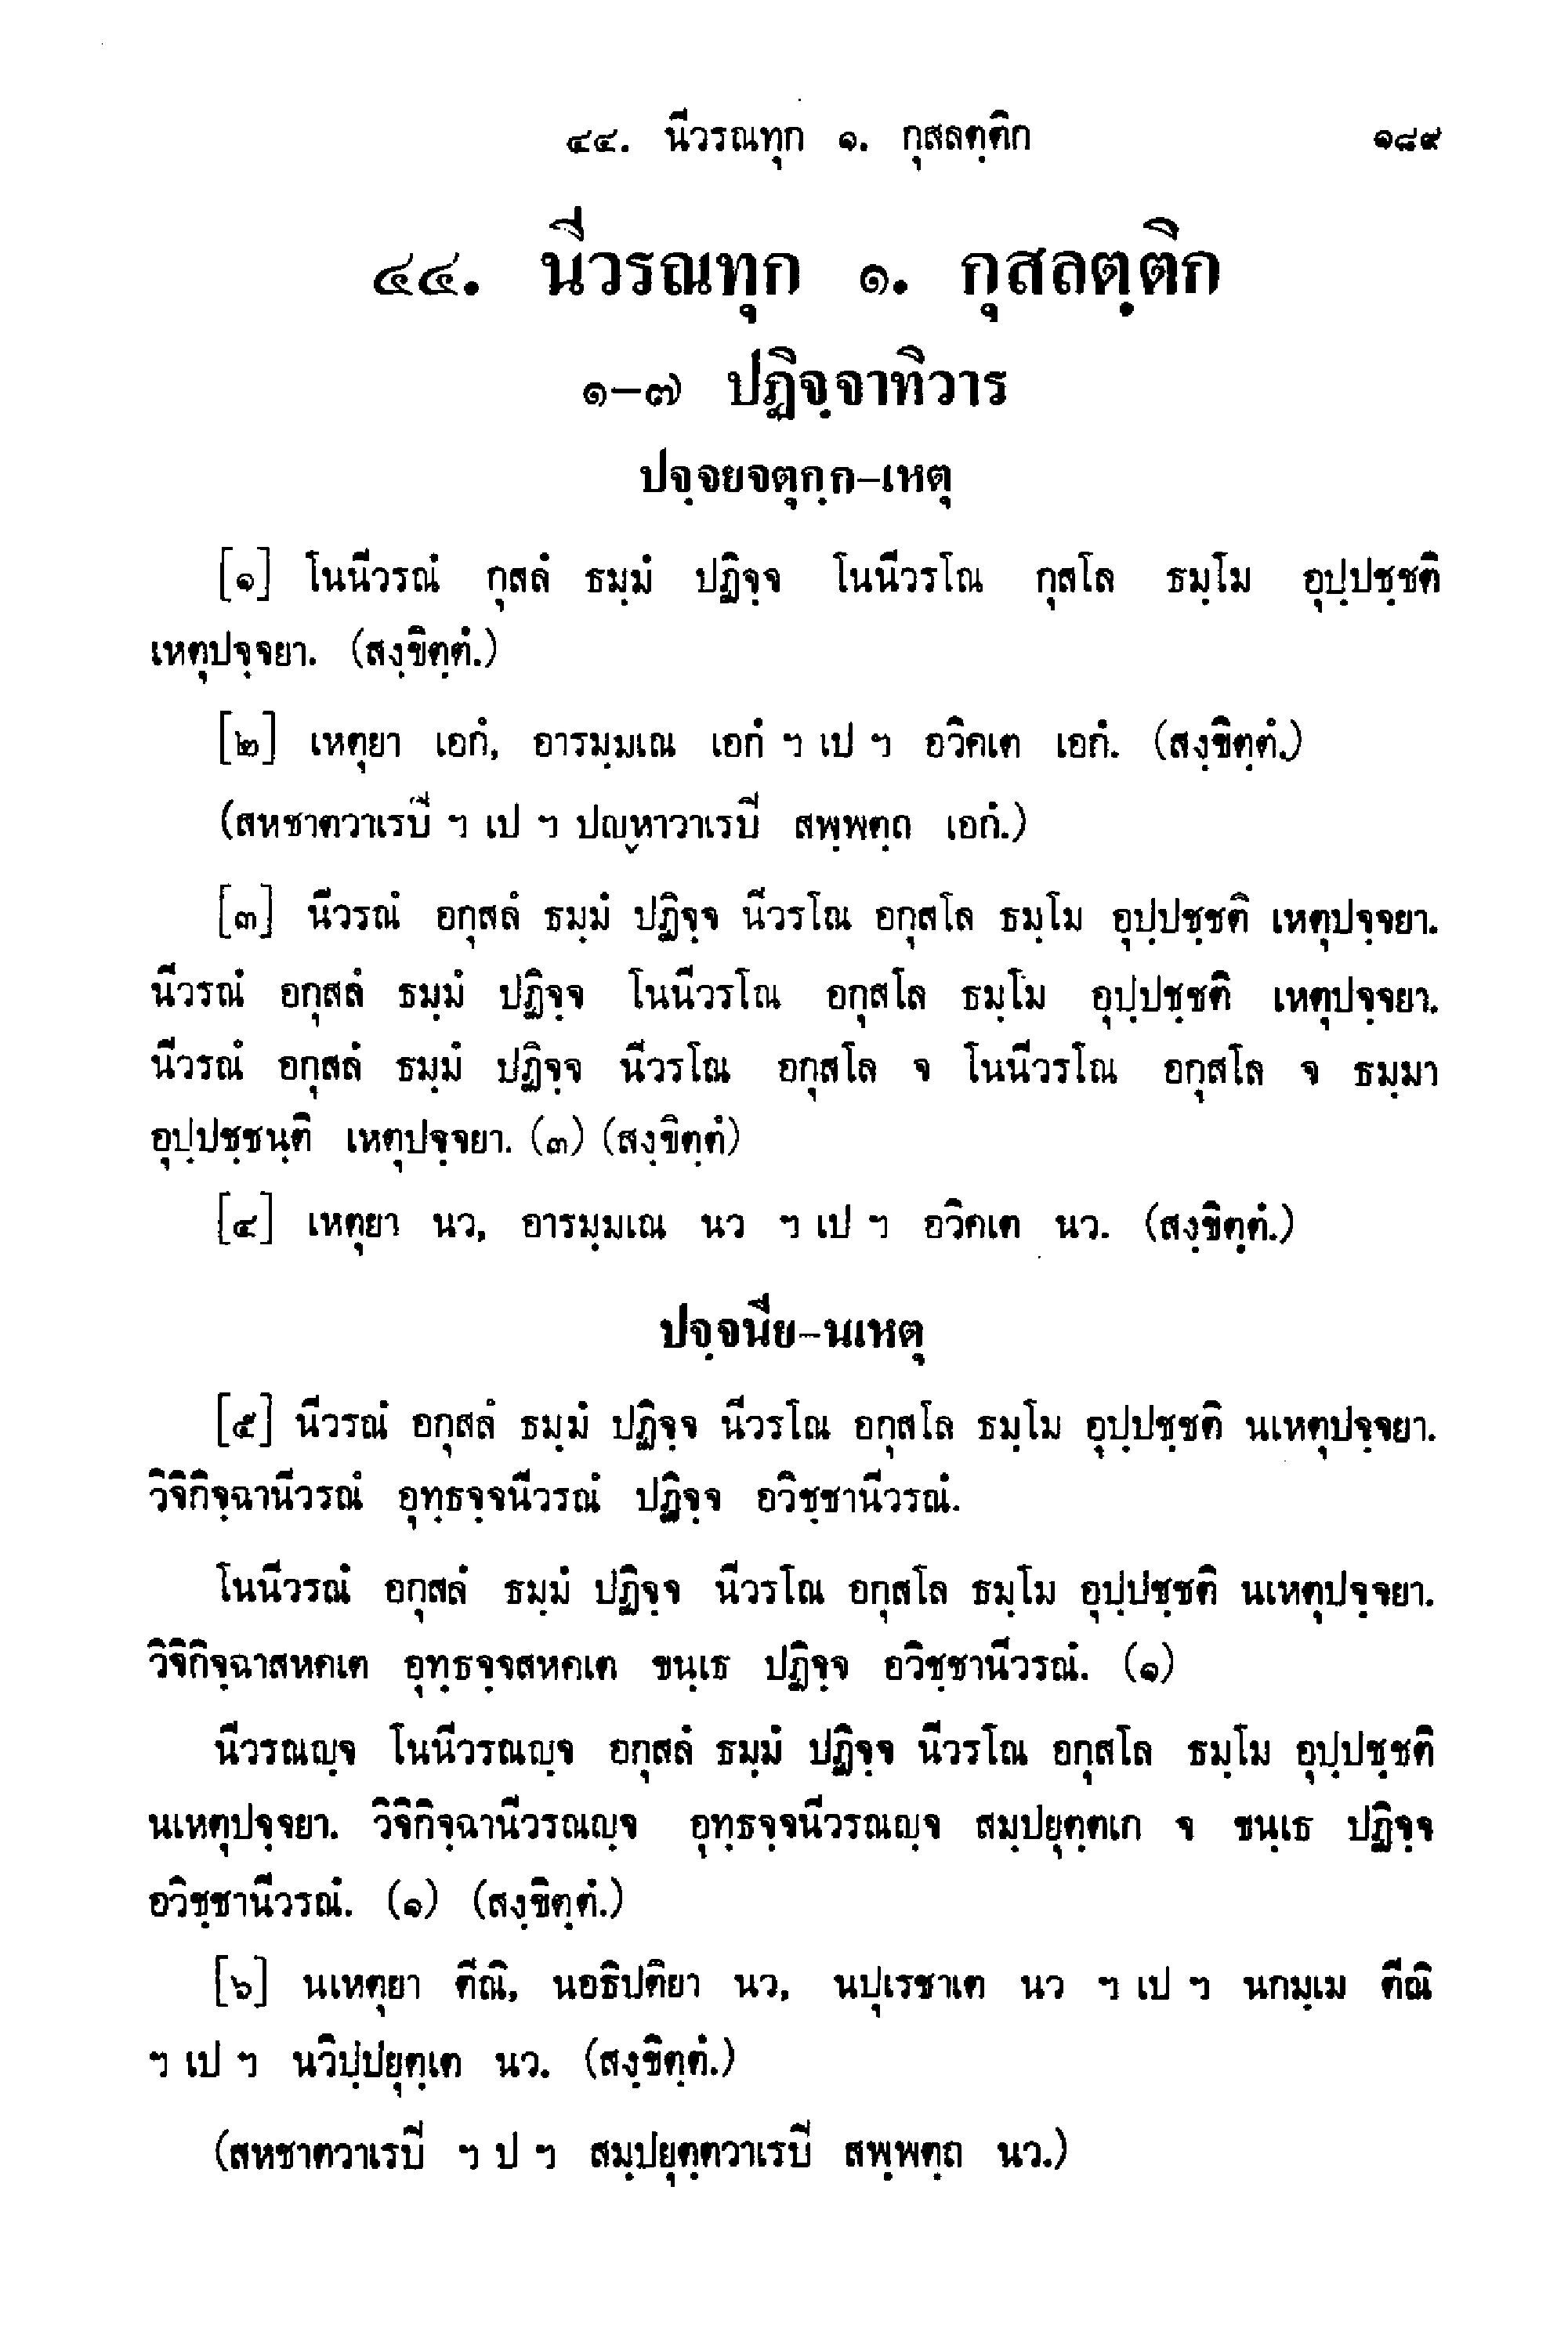 ๔๔. นีวรณทุก ๑. กุสลตฺติก ๑๘๙
๔๔. นีวรณทุก ๑. กุสลตฺติก
๑–๗ ปฏิจฺจาทิวาร
ปจฺจยจตุกฺก–เหตุ
[๑] โนนีวรณํ กุสลํ ธมฺมํ ปฏิจฺจ โนนีวรโณ กุสโล ธมฺโม อุปฺปชฺชติ
เหตุปจฺจยา. (สงฺขิตฺตํ.)
[๒] เหตุยา เอกํ, อารมฺมเณ เอกํ ฯ เป ฯ อวิคเต เอกํ. (สงฺขิตฺตํ.)
(สหชาตวาเรปี ฯ เป ฯ ปญฺหาวาเรปี สพฺพตฺถ เอกํ.)
[๓] นีวรณํ อกุสลํ ธมฺมํ ปฏิจฺจ นีวรโณ อกุสโล ธมฺโม อุปฺปชฺชติ เหตุปจฺจยา.
นีวรณํ อกุสลํ ธมฺมํ ปฏิจฺจ โนนีวรโณ อกุสโล ธมฺโม อุปฺปชฺชติ เหตุปจฺจยา.
นีวรณํ อกุสลํ ธมฺมํ ปฏิจฺจ นีวรโณ อกุสโล จ โนนีวรโณ อกุสโล จ ธมฺมา
อุปฺปชฺชนฺติ เหตุปจฺจยา. (๓) (สงฺขิตฺตํ)
[๔] เหตุยา นว, อารมฺมเณ นว ฯ เป ฯ อวิคเต นว. (สงฺขิตฺตํ.)
ปจฺจนีย–นเหตุ
[๕] นีวรณํ อกุสลํ ธมฺมํ ปฏิจฺจ นีวรโณ อกุสโล ธมฺโม อุปฺปชฺชติ นเหตุปจฺจยา.
วิจิกิจฺฉานีวรณํ อุทฺธจฺจนีวรณํ ปฏิจฺจ อวิชฺชานีวรณํ.
โนนีวรณํ อกุสลํ ธมฺมํ ปฏิจฺจ นีวรโณ อกุสโล ธมฺโม อุปฺปชฺชติ นเหตุปจฺจยา.
วิจิกิจฺฉาสหคเต อุทฺธจฺจสหคเต ขนฺเธ ปฏิจฺจ อวิชฺชานีวรณํ. (๑)
นีวรณญฺจ โนนีวรณญฺจ อกุสลํ ธมฺมํ ปฏิจฺจ นีวรโณ อกุสโล ธมฺโม อุปฺปชฺชติ
นเหตุปจฺจยา. วิจิกิจฺฉานีวรณญฺจ อุทฺธจฺจนีวรณญฺจ สมฺปยุตฺตเก จ ขนฺเธ ปฏิจฺจ
อวิชฺชานีวรณํ. (๑) (สงฺขิตฺตํ.)
[๖] นเหตุยา ตีณิ, นอธิปติยา นว, นปุเรชาเต นว ฯ เป ฯ นกมฺเม ตีณิ
ฯ เป ฯ นวิปฺปยุตฺเต นว. (สงฺขิตฺตํ.)
(สหชาตวาเรปี ฯ ป ฯ สมฺปยุตฺตวาเรปี สพฺพตฺถ นว.)